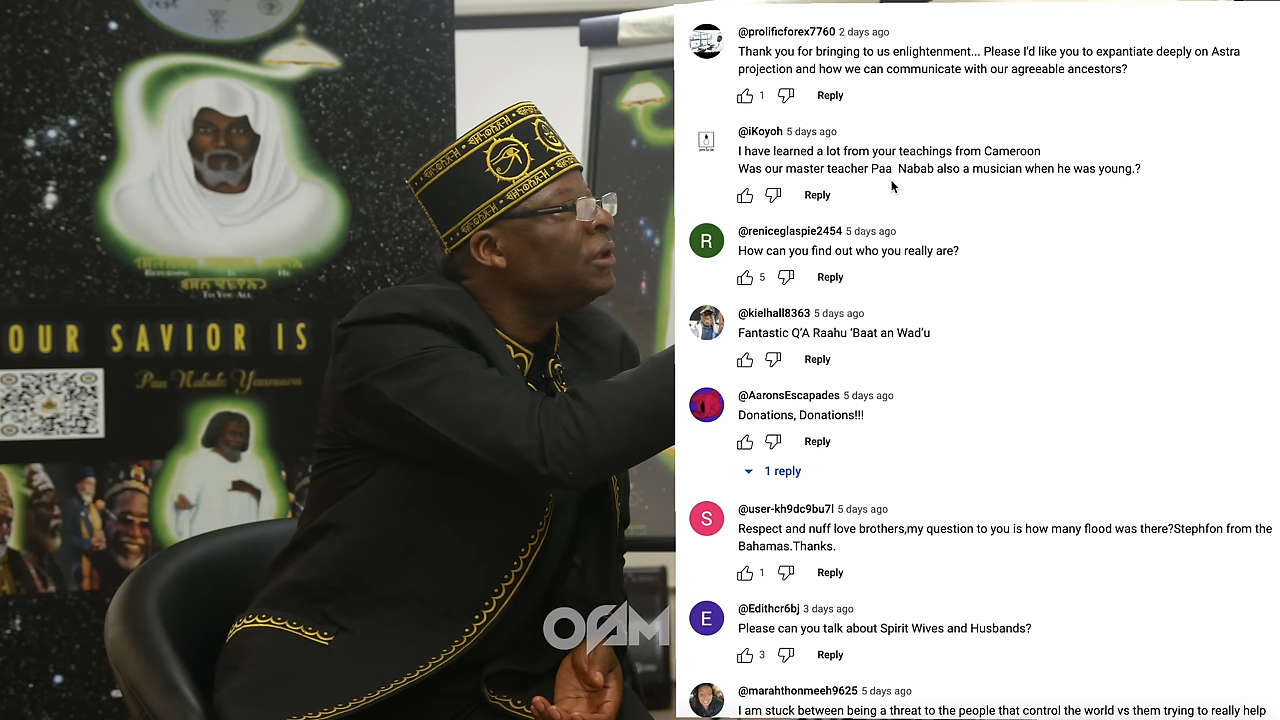 RETURNING IS HE
TO YOU ALL
OUR SAVIOR IS
Paa Nabab Yaanuwn
OGM
@prolificforex7760 2 days ago
Thank you for bringing to us enlightenment... Please I'd like you to expantiate deeply on Astra
projection and how we can communicate with our agreeable ancestors?
1 Reply
@iKoyoh 5 days ago
I have learned a lot from your teachings from Cameroon
Was our master teacher Paa Nabab also a musician when he was young.?
Reply
R @reniceglaspie2454 5 days ago
How can you find out who you really are?
5 Reply
@kielhall8363 5 days ago
Fantastic Q'A Raahu 'Baat an Wad'u
Reply
@AaronsEscapades 5 days ago
Donations, Donations!!!
Reply
1 reply
S @user-kh9dc9bu7l 5 days ago
Respect and nuff love brothers,my question to you is how many flood was there?Stephfon from the
Bahamas.Thanks.
1 Reply
E @Edithcr6bj 3 days ago
Please can you talk about Spirit Wives and Husbands?
3 Reply
@marahthonmeeh9625 5 days ago
I am stuck between being a threat to the people that control the world vs them trying to really help